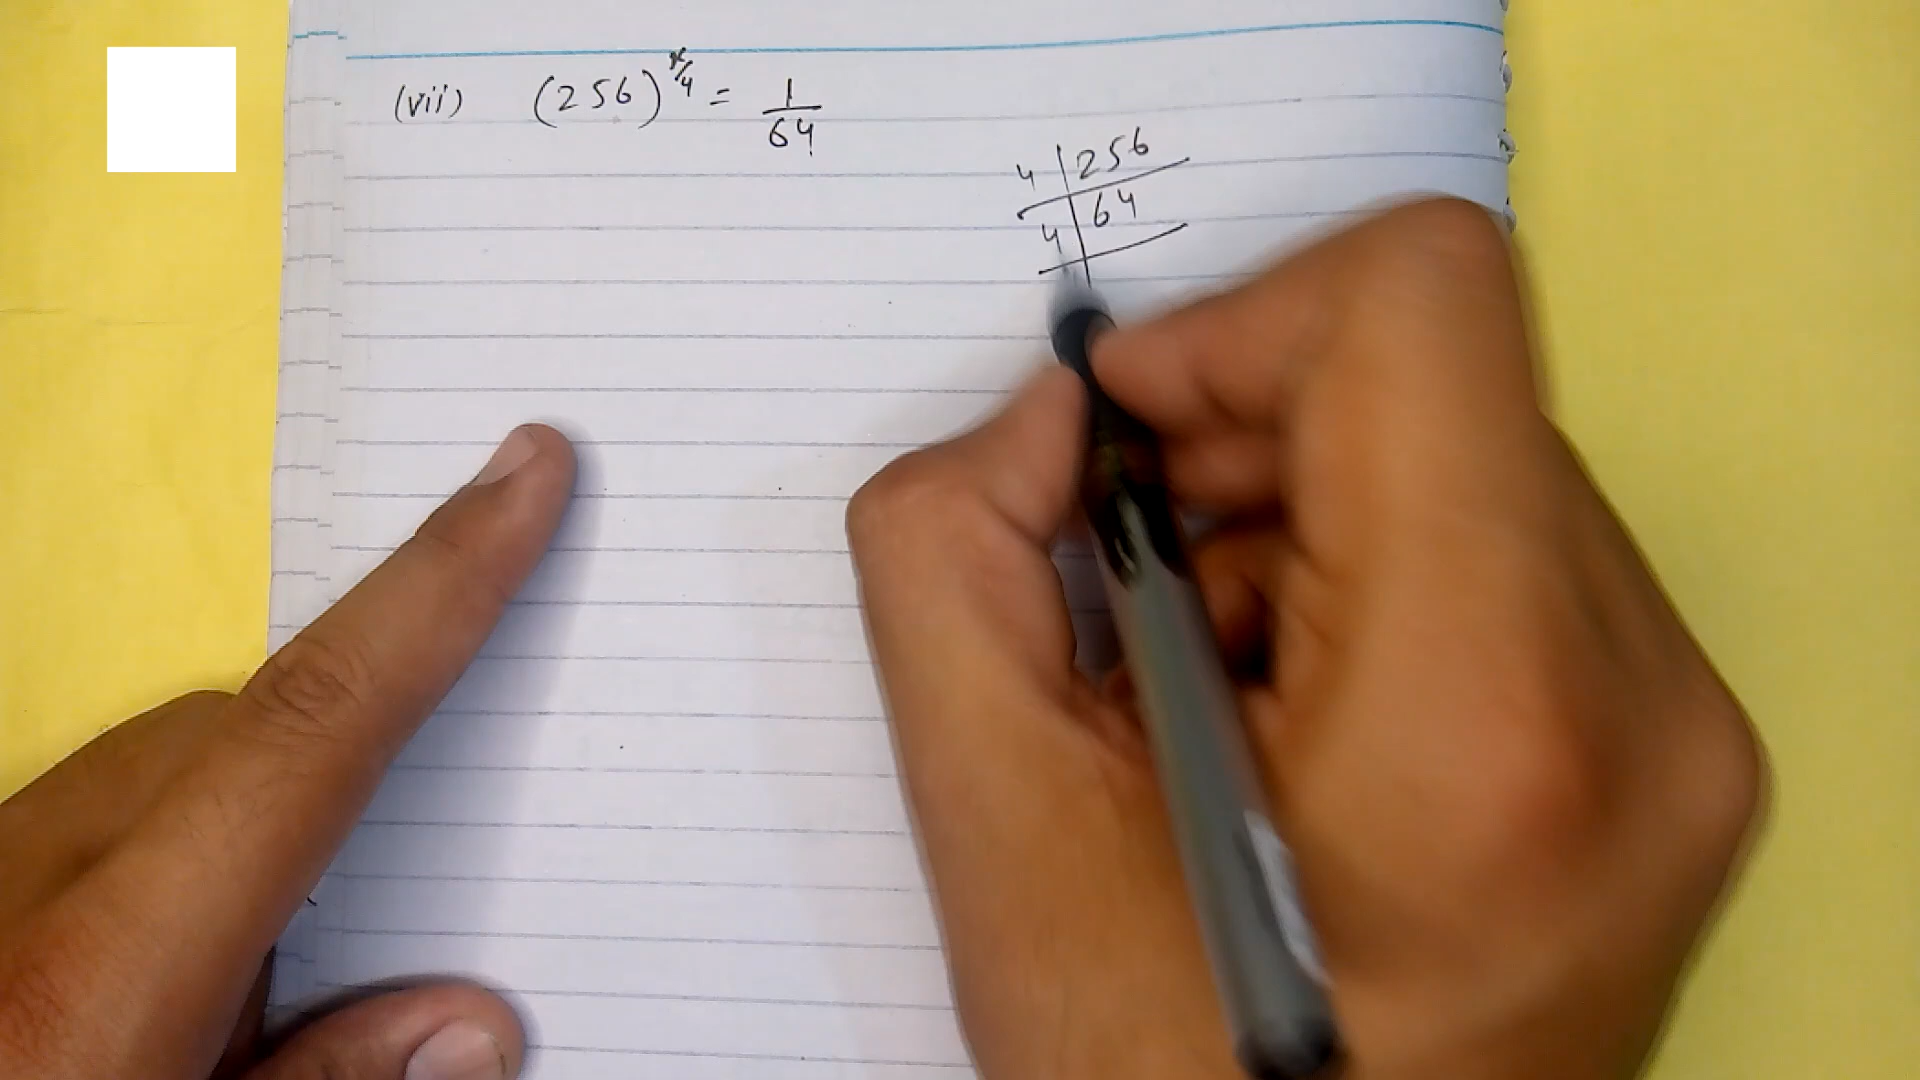 (vii) (256)^x/4 = 1/64
4 | 256
4 | 64